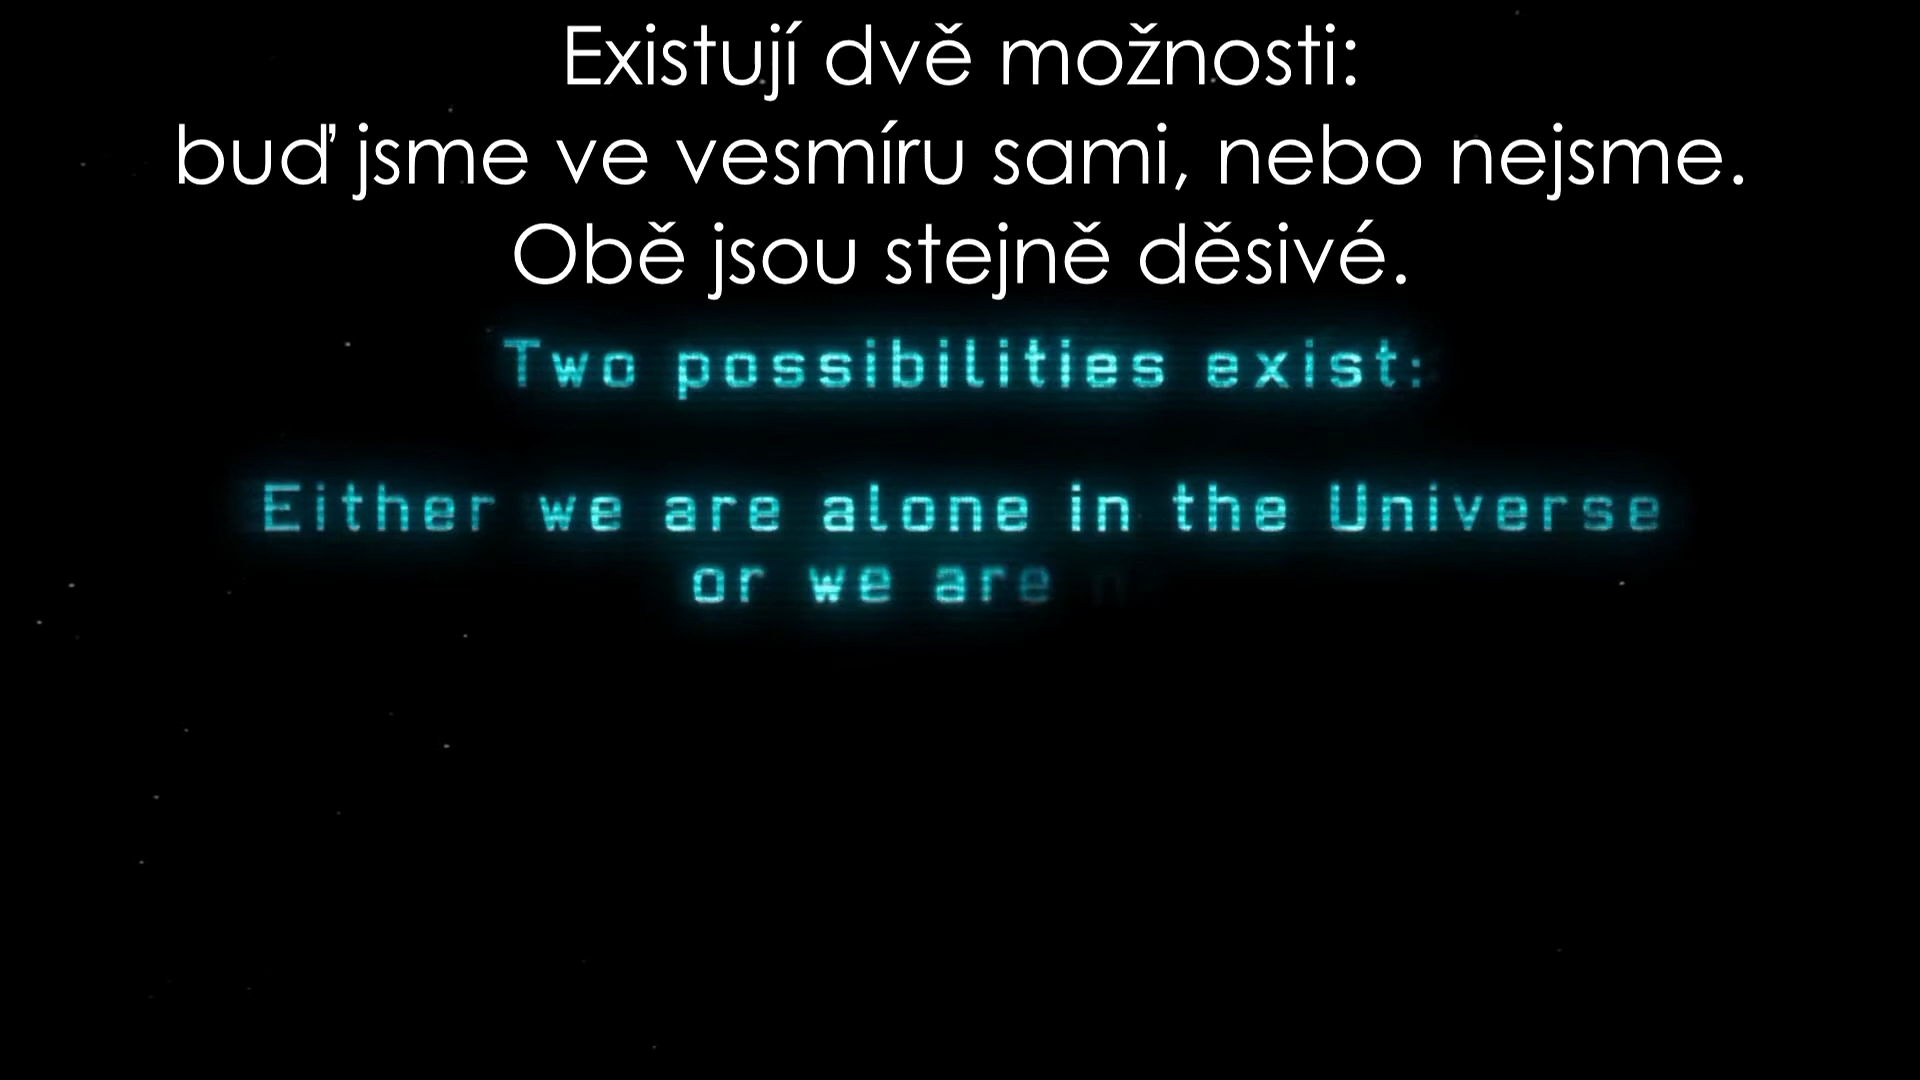 Existují dvě možnosti:
buď jsme ve vesmíru sami, nebo nejsme.
Obě jsou stejně děsivé.
Two possibilities exist:
Either we are alone in the Universe
or we are